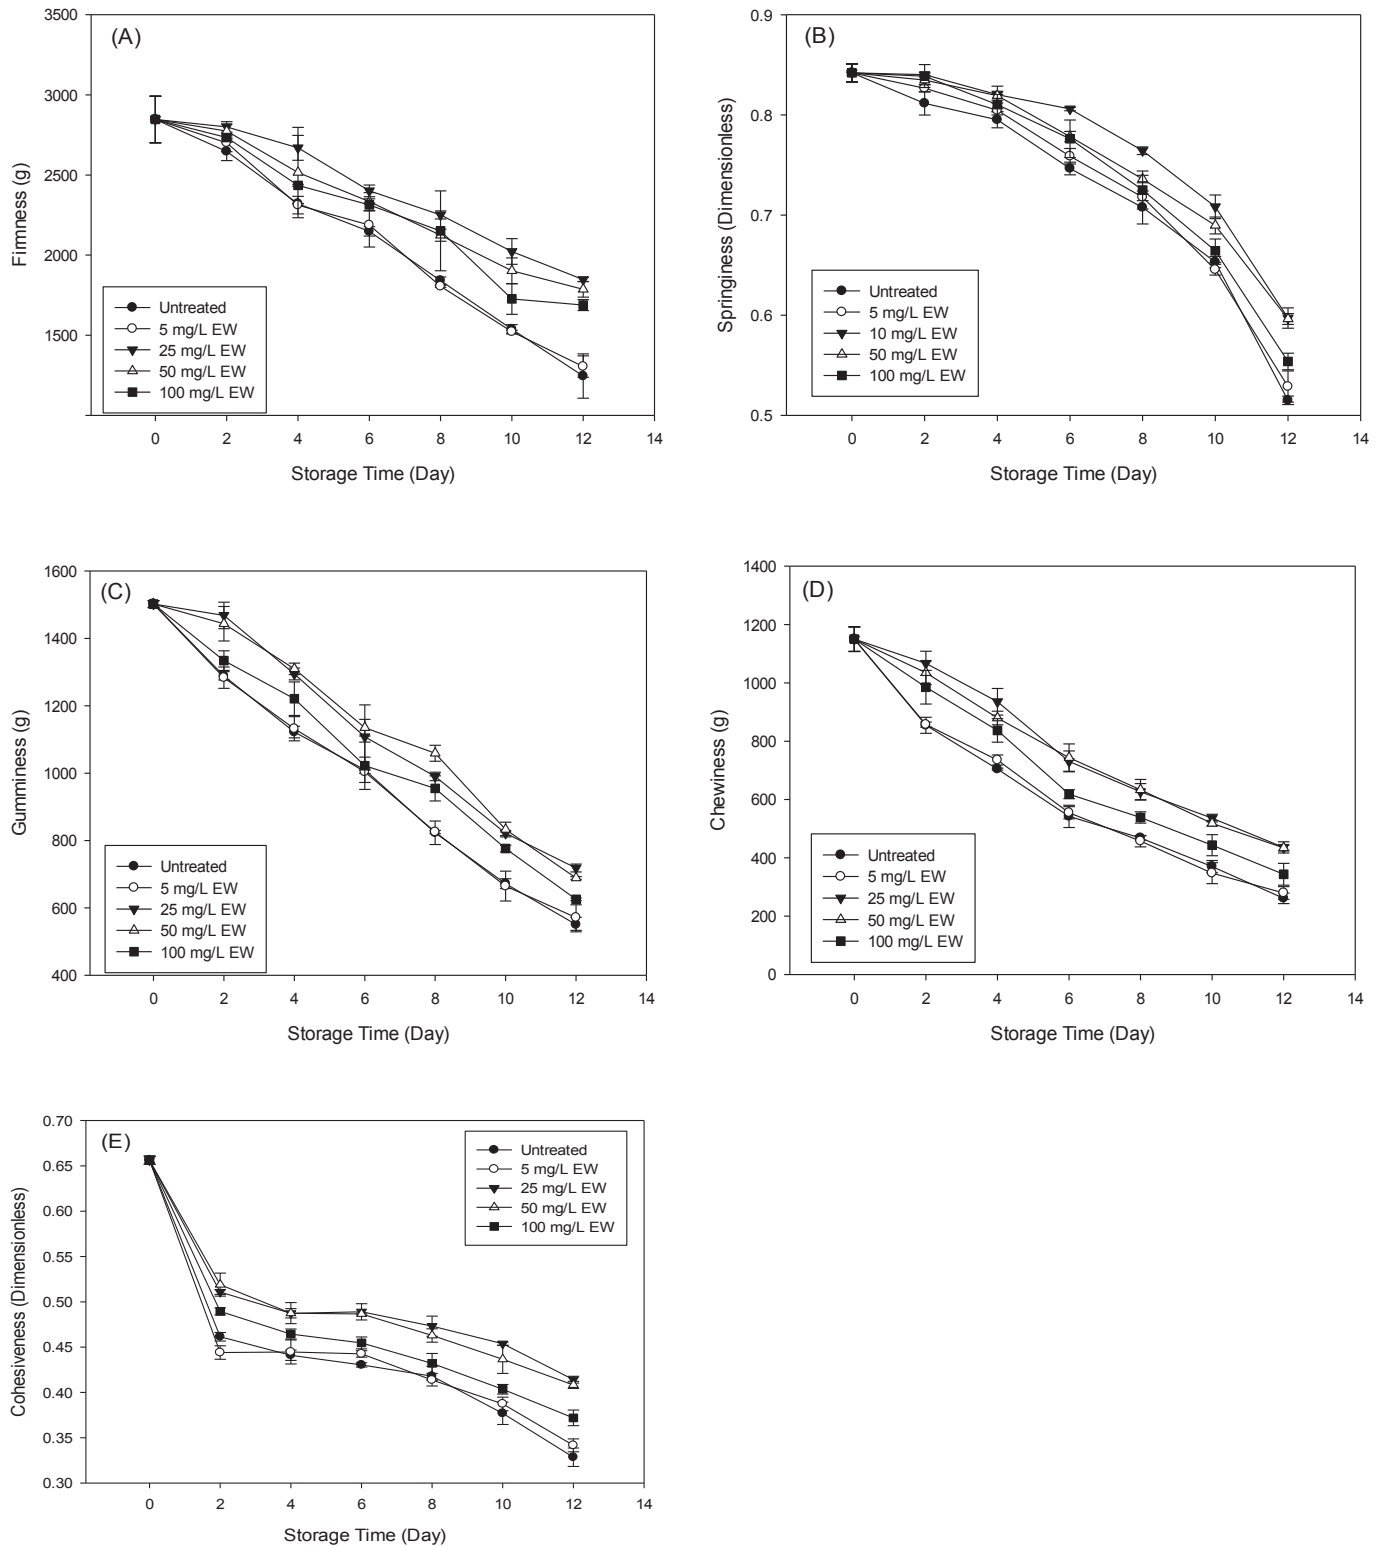 (A)
3500
3000
2500
2000
1500
Firmness (g)
Untreated
5 mg/L EW
25 mg/L EW
50 mg/L EW
100 mg/L EW
0 2 4 6 8 10 12 14
Storage Time (Day)
(B)
0.9
0.8
0.7
0.6
0.5
Springiness (Dimensionless)
Untreated
5 mg/L EW
10 mg/L EW
50 mg/L EW
100 mg/L EW
0 2 4 6 8 10 12 14
Storage Time (Day)
(C)
1600
1400
1200
1000
800
600
400
Gumminess (g)
Untreated
5 mg/L EW
25 mg/L EW
50 mg/L EW
100 mg/L EW
0 2 4 6 8 10 12 14
Storage Time (Day)
(D)
1400
1200
1000
800
600
400
200
0
Chewiness (g)
Untreated
5 mg/L EW
25 mg/L EW
50 mg/L EW
100 mg/L EW
0 2 4 6 8 10 12 14
Storage Time (Day)
(E)
0.70
0.65
0.60
0.55
0.50
0.45
0.40
0.35
0.30
Cohesiveness (Dimensionless)
Untreated
5 mg/L EW
25 mg/L EW
50 mg/L EW
100 mg/L EW
0 2 4 6 8 10 12 14
Storage Time (Day)